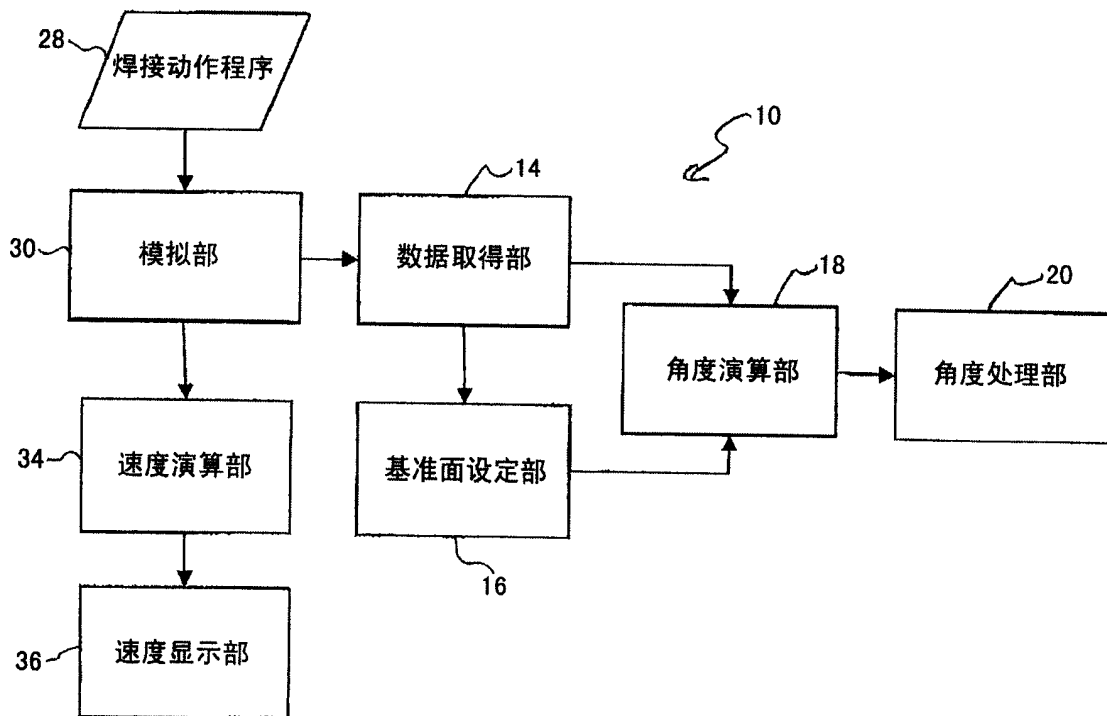 28
焊接动作程序
10
14
30
模拟部
数据取得部
18
20
角度演算部
角度处理部
34
速度演算部
基准面设定部
16
36
速度显示部